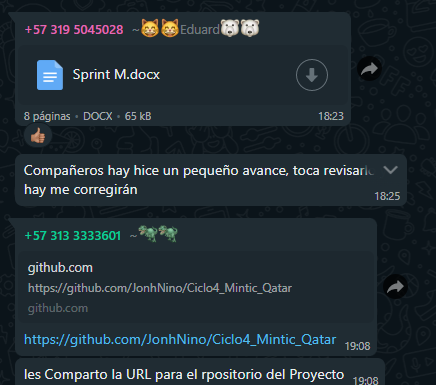 +57 319 5045028 ~😸😸Eduard🐻‍❄️🐻‍❄️
Sprint M.docx
8 páginas • DOCX • 65 kB 18:23
Compañeros hay hice un pequeño avance, toca revisarlo
hay me corregirán 18:25
+57 313 3333601 ~🐉🐉
github.com
https://github.com/JonhNino/Ciclo4_Mintic_Qatar
github.com
https://github.com/JonhNino/Ciclo4_Mintic_Qatar 19:08
les Comparto la URL para el rpositorio del Proyecto 19:08